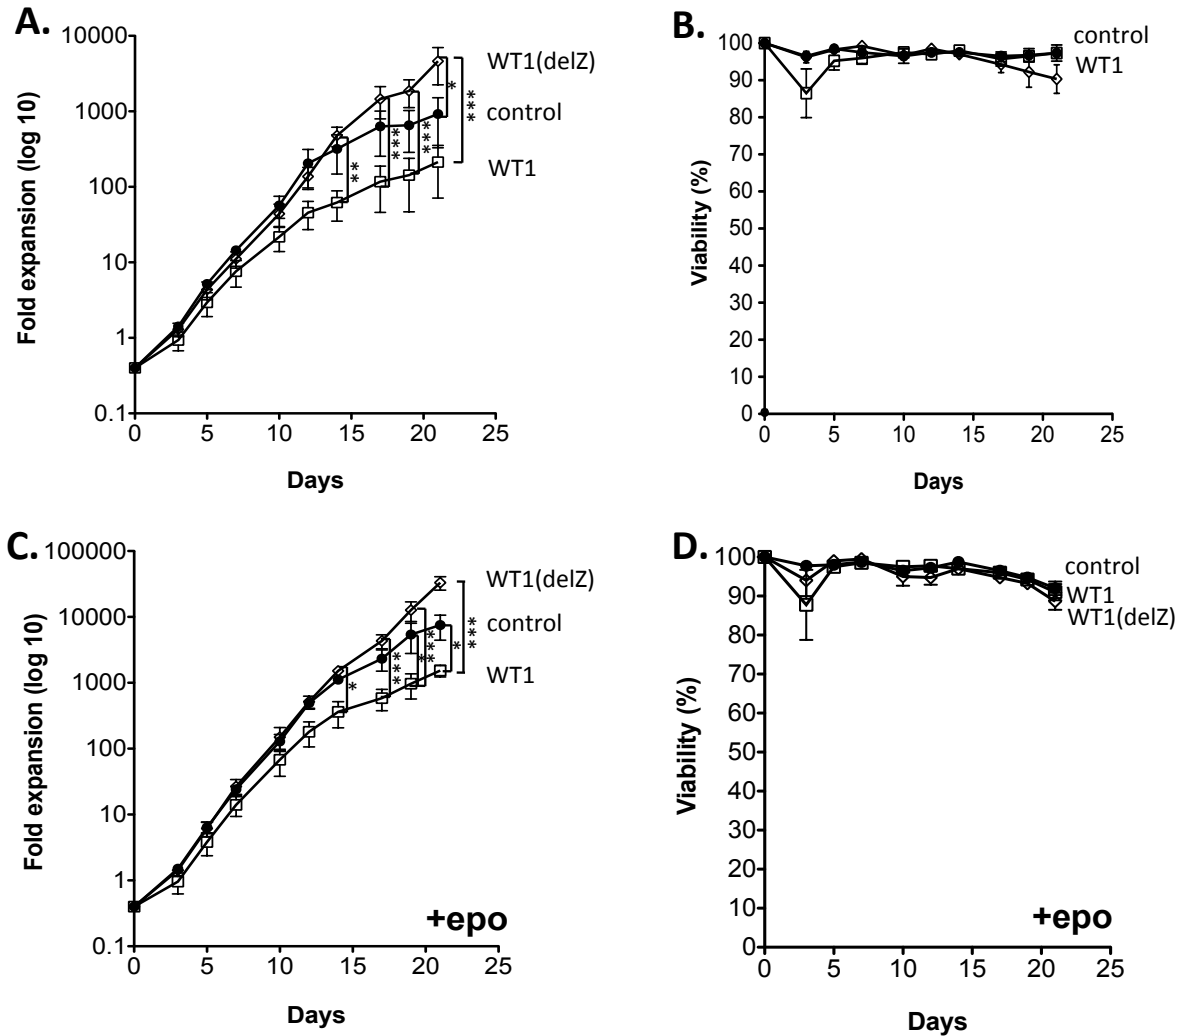 A.
Fold expansion (log 10)
10000
1000
100
10
1
0.1
0 5 10 15 20 25
Days
WT1(delZ)
control
WT1
**
***
***
*
***
B.
Viability (%)
100
90
80
70
60
50
40
30
20
10
0
0 5 10 15 20 25
Days
control
WT1
C.
Fold expansion (log 10)
100000
10000
1000
100
10
1
0.1
0 5 10 15 20 25
Days
WT1(delZ)
control
WT1
*
***
*
***
*
***
+epo
D.
Viability (%)
100
90
80
70
60
50
40
30
20
10
0
0 5 10 15 20 25
Days
control
WT1
WT1(delZ)
+epo